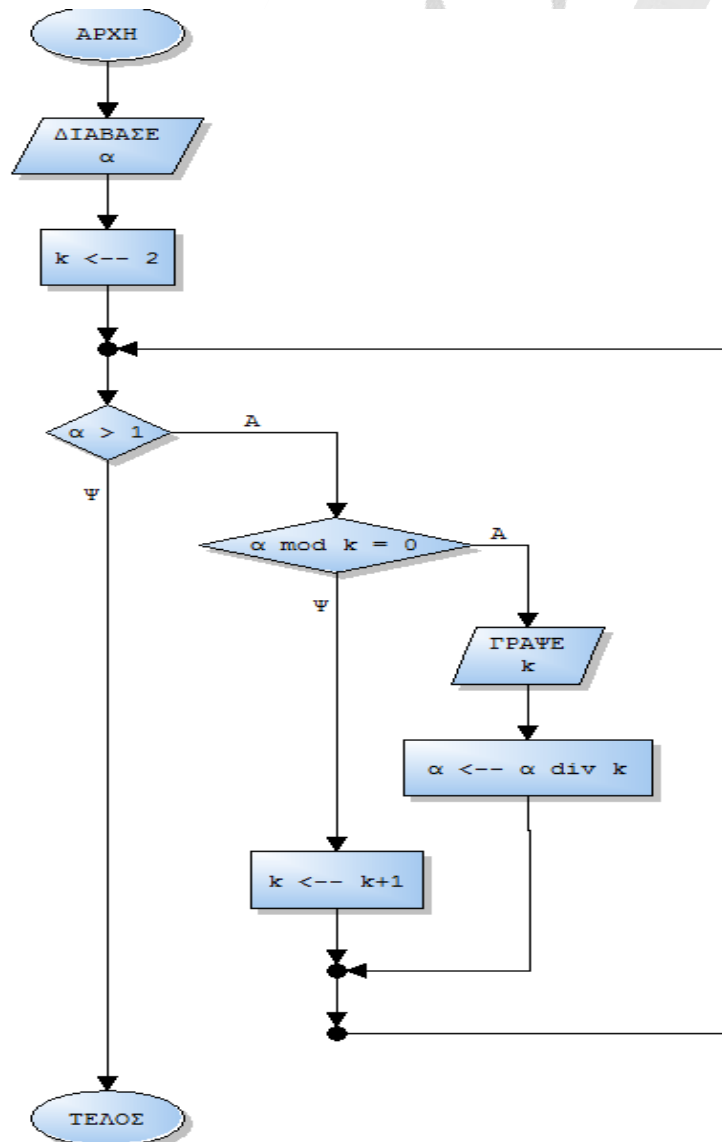 ΑΡΧΗ
ΔΙΑΒΑΣΕ
α
k <-- 2
α > 1
Α
Ψ
α mod k = 0
Α
Ψ
ΓΡΑΨΕ
k
α <-- α div k
k <-- k+1
ΤΕΛΟΣ